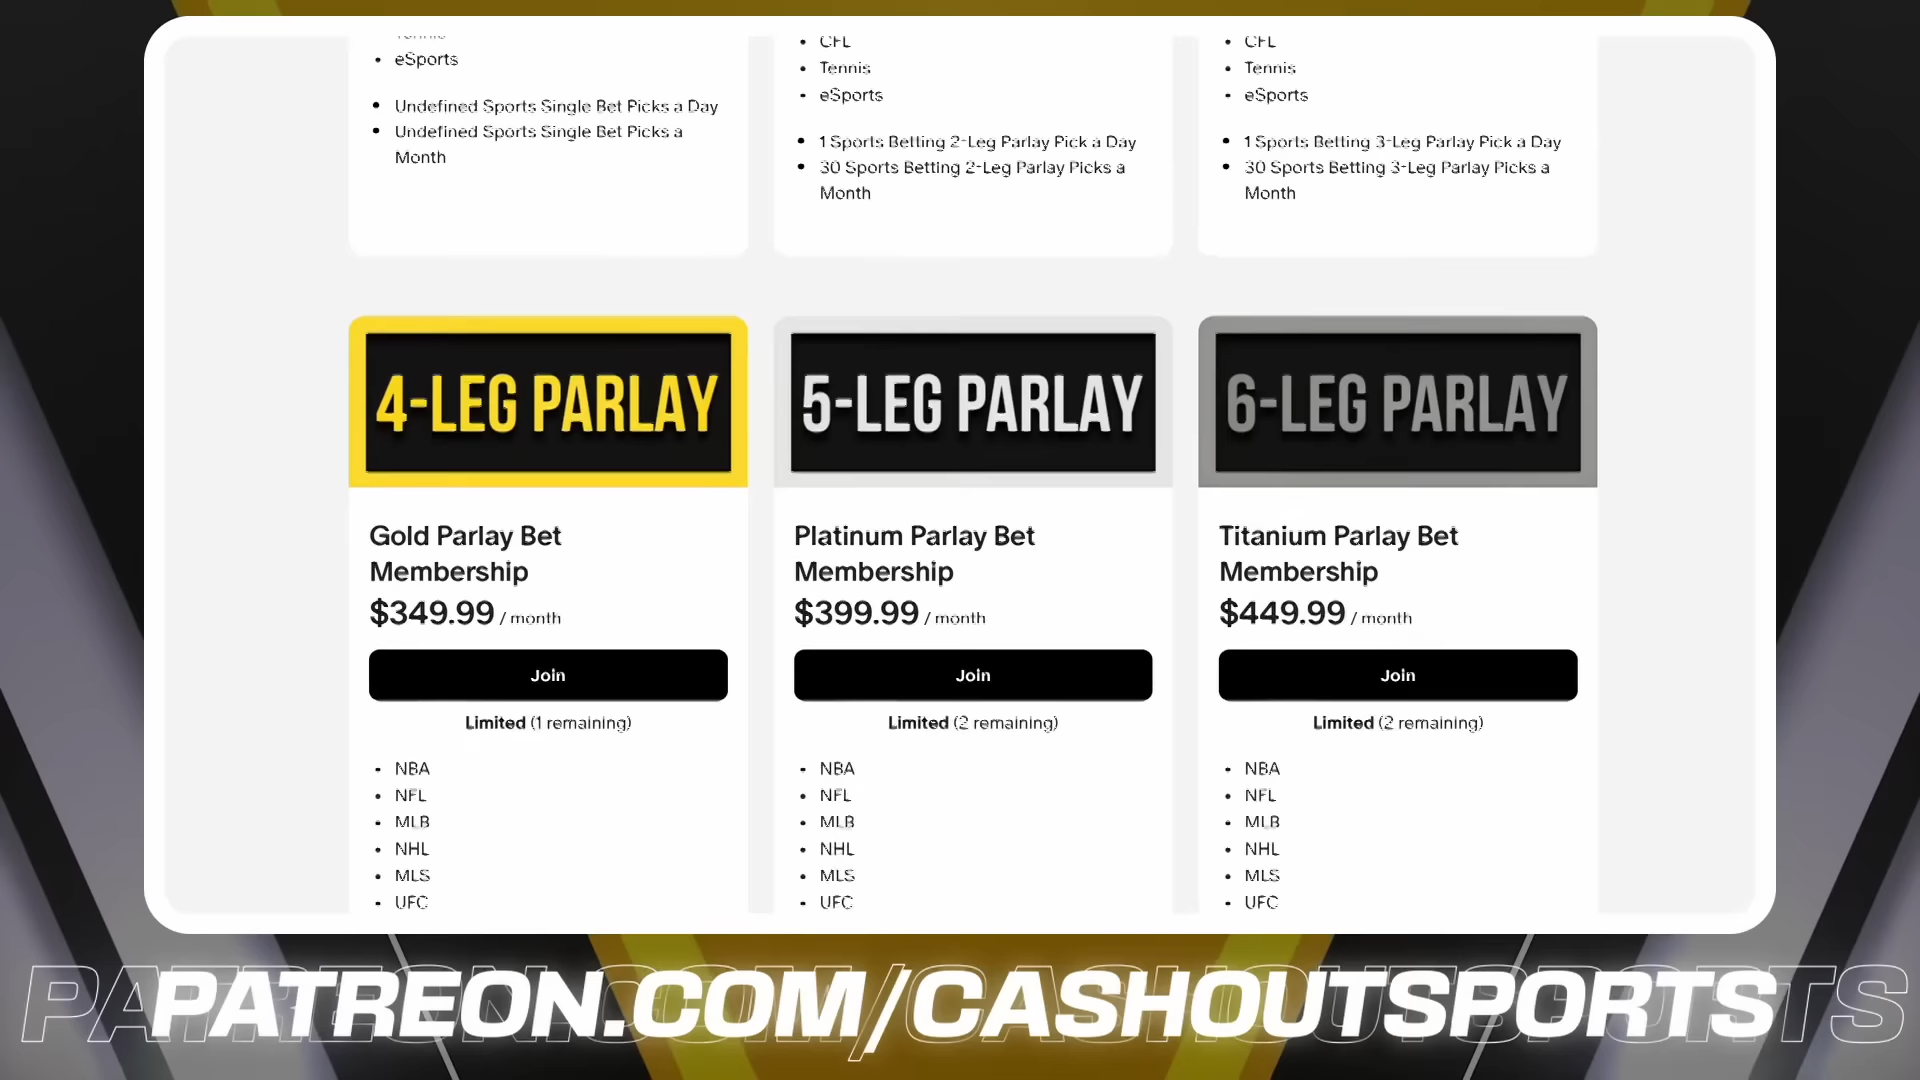 eSports
Undefined Sports Single Bet Picks a Day
Undefined Sports Single Bet Picks a
Month
CFL
Tennis
eSports
1 Sports Betting 2-Leg Parlay Pick a Day
30 Sports Betting 2-Leg Parlay Picks a
Month
CFL
Tennis
eSports
1 Sports Betting 3-Leg Parlay Pick a Day
30 Sports Betting 3-Leg Parlay Picks a
Month
4-LEG PARLAY
Gold Parlay Bet
Membership
$349.99 / month
Join
Limited (1 remaining)
NBA
NFL
MLB
NHL
MLS
UFC
5-LEG PARLAY
Platinum Parlay Bet
Membership
$399.99 / month
Join
Limited (2 remaining)
NBA
NFL
MLB
NHL
MLS
UFC
6-LEG PARLAY
Titanium Parlay Bet
Membership
$449.99 / month
Join
Limited (2 remaining)
NBA
NFL
MLB
NHL
MLS
UFC
PATREON.COM/CASHOUTSPORTS